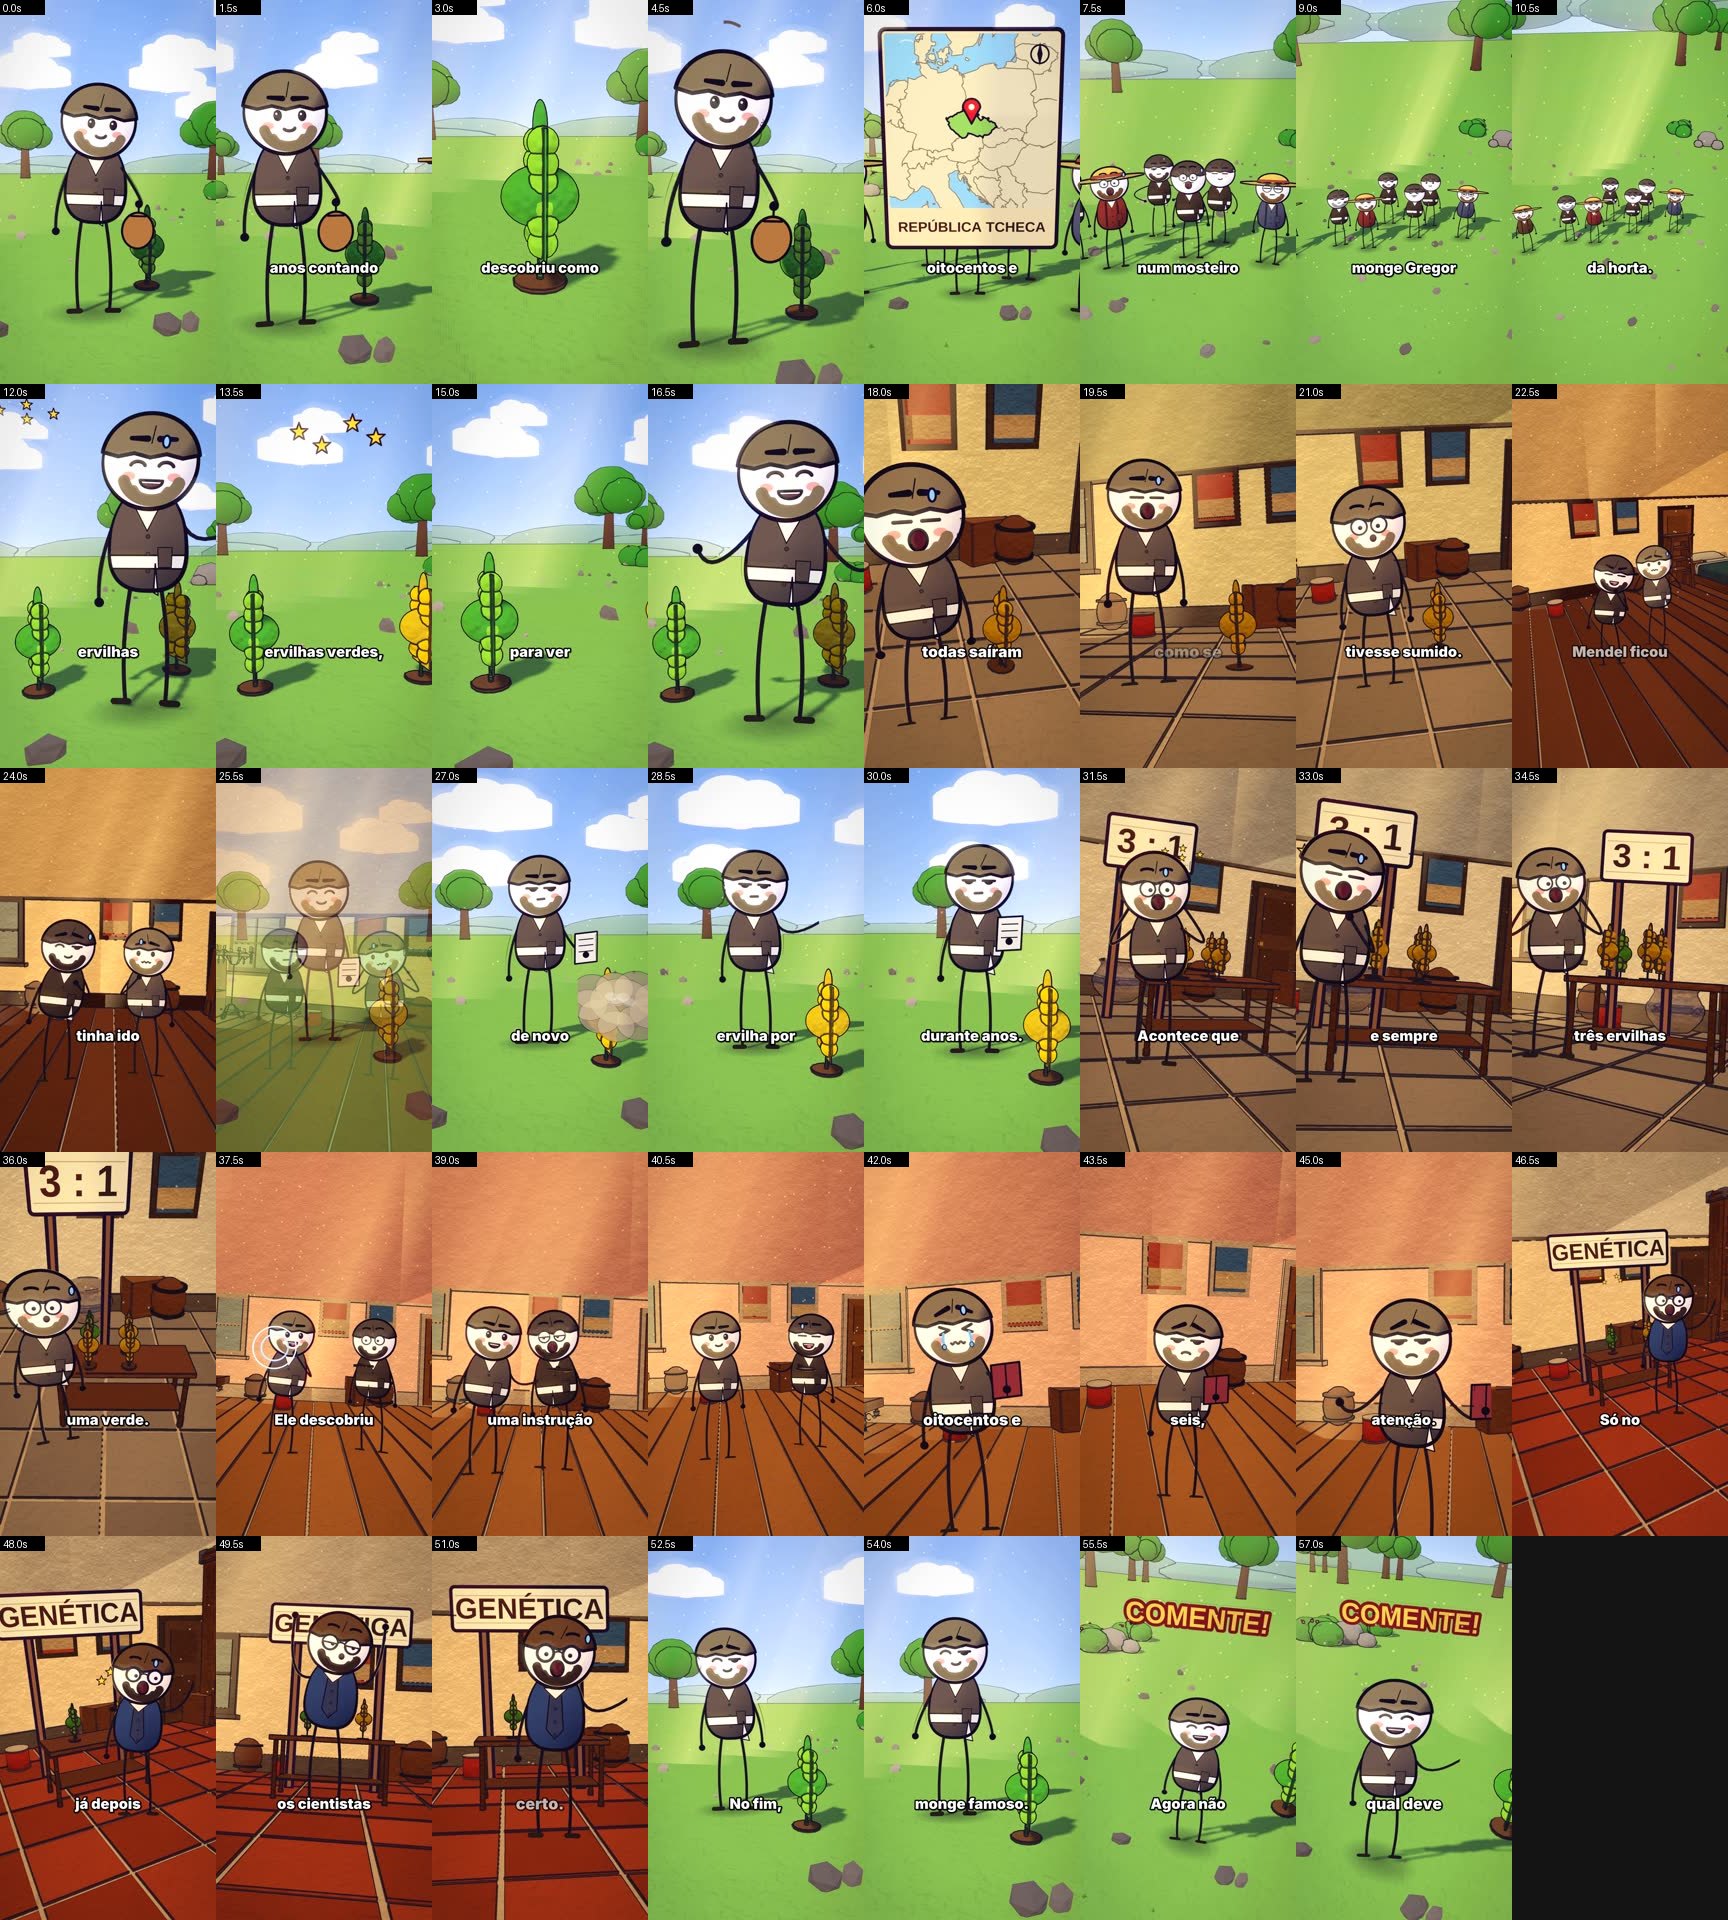 0.0s
1.5s
3.0s
4.5s
6.0s
7.5s
9.0s
10.5s
REPÚBLICA TCHECA
anos contando
descobriu como
oitocentos e
num mosteiro
monge Gregor
da horta.
12.0s
13.5s
15.0s
16.5s
18.0s
19.5s
21.0s
22.5s
ervilhas
ervilhas verdes,
para ver
todas saíram
como se
tivesse sumido.
Mendel ficou
24.0s
25.5s
27.0s
28.5s
30.0s
31.5s
33.0s
34.5s
3 : 1
3 : 1
3 : 1
tinha ido
de novo
ervilha por
durante anos.
Acontece que
e sempre
três ervilhas
36.0s
37.5s
39.0s
40.5s
42.0s
43.5s
45.0s
46.5s
3 : 1
GENÉTICA
uma verde.
Ele descobriu
uma instrução
oitocentos e
seis,
atenção.
Só no
48.0s
49.5s
51.0s
52.5s
54.0s
55.5s
57.0s
GENÉTICA
GENÉTICA
GENÉTICA
COMENTE!
COMENTE!
já depois
os cientistas
certo.
No fim,
monge famoso.
Agora não
qual deve